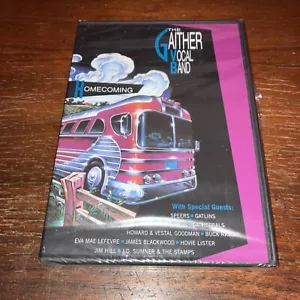 THE
GAITHER
VOCAL
BAND
HOMECOMING
With Special Guests:
SPEERS • GATLINS
CATHEDRALS
HOWARD & VESTAL GOODMAN • BUCK
EVA MAE LEFEVRE • JAMES BLACKWOOD • HOVIE LISTER
JIM HILL • J.D. SUMNER & THE STAMPS